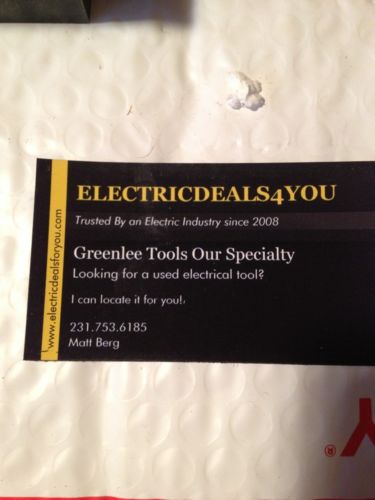 ELECTRICDEALS4YOU
Trusted By an Electric Industry since 2008
Greenlee Tools Our Specialty
Looking for a used electrical tool?
I can locate it for you!,
231.753.6185
Matt Berg
www.electricdealsforyou.com
Y®